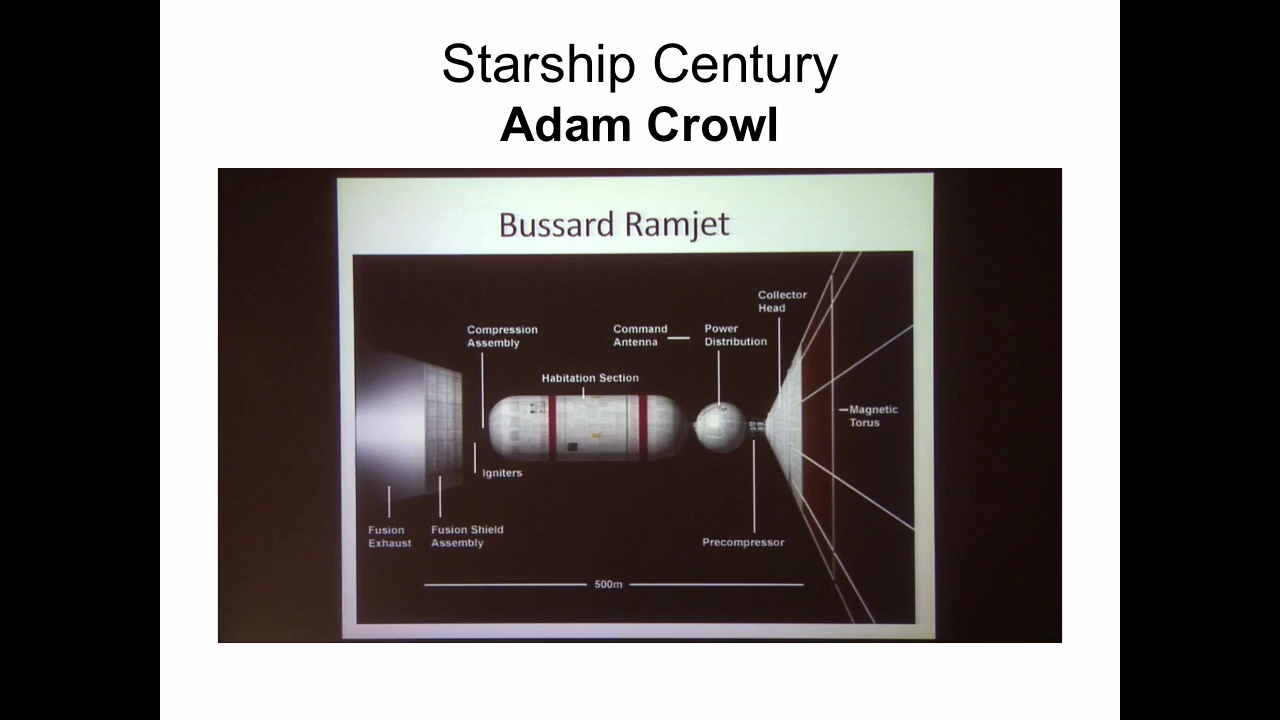 Starship Century
Adam Crowl
Bussard Ramjet
Collector
Head
Compression
Assembly
Command
Antenna
Power
Distribution
Habitation Section
Magnetic
Torus
Igniters
Fusion
Exhaust
Fusion Shield
Assembly
Precompressor
500m